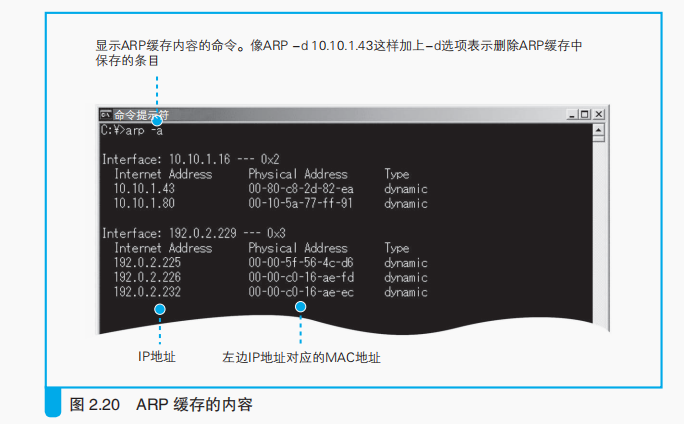 显示ARP缓存内容的命令。像ARP -d 10.10.1.43这样加上-d选项表示删除ARP缓存中
保存的条目
命令提示符
C:¥>arp -a
Interface: 10.10.1.16 --- 0x2
Internet Address Physical Address Type
10.10.1.43 00-80-c8-2d-82-ea dynamic
10.10.1.80 00-10-5a-77-ff-91 dynamic
Interface: 192.0.2.229 --- 0x3
Internet Address Physical Address Type
192.0.2.225 00-00-5f-56-4c-d6 dynamic
192.0.2.226 00-00-c0-16-ae-fd dynamic
192.0.2.232 00-00-c0-16-ae-ec dynamic
IP地址 左边IP地址对应的MAC地址
图 2.20 ARP 缓存的内容